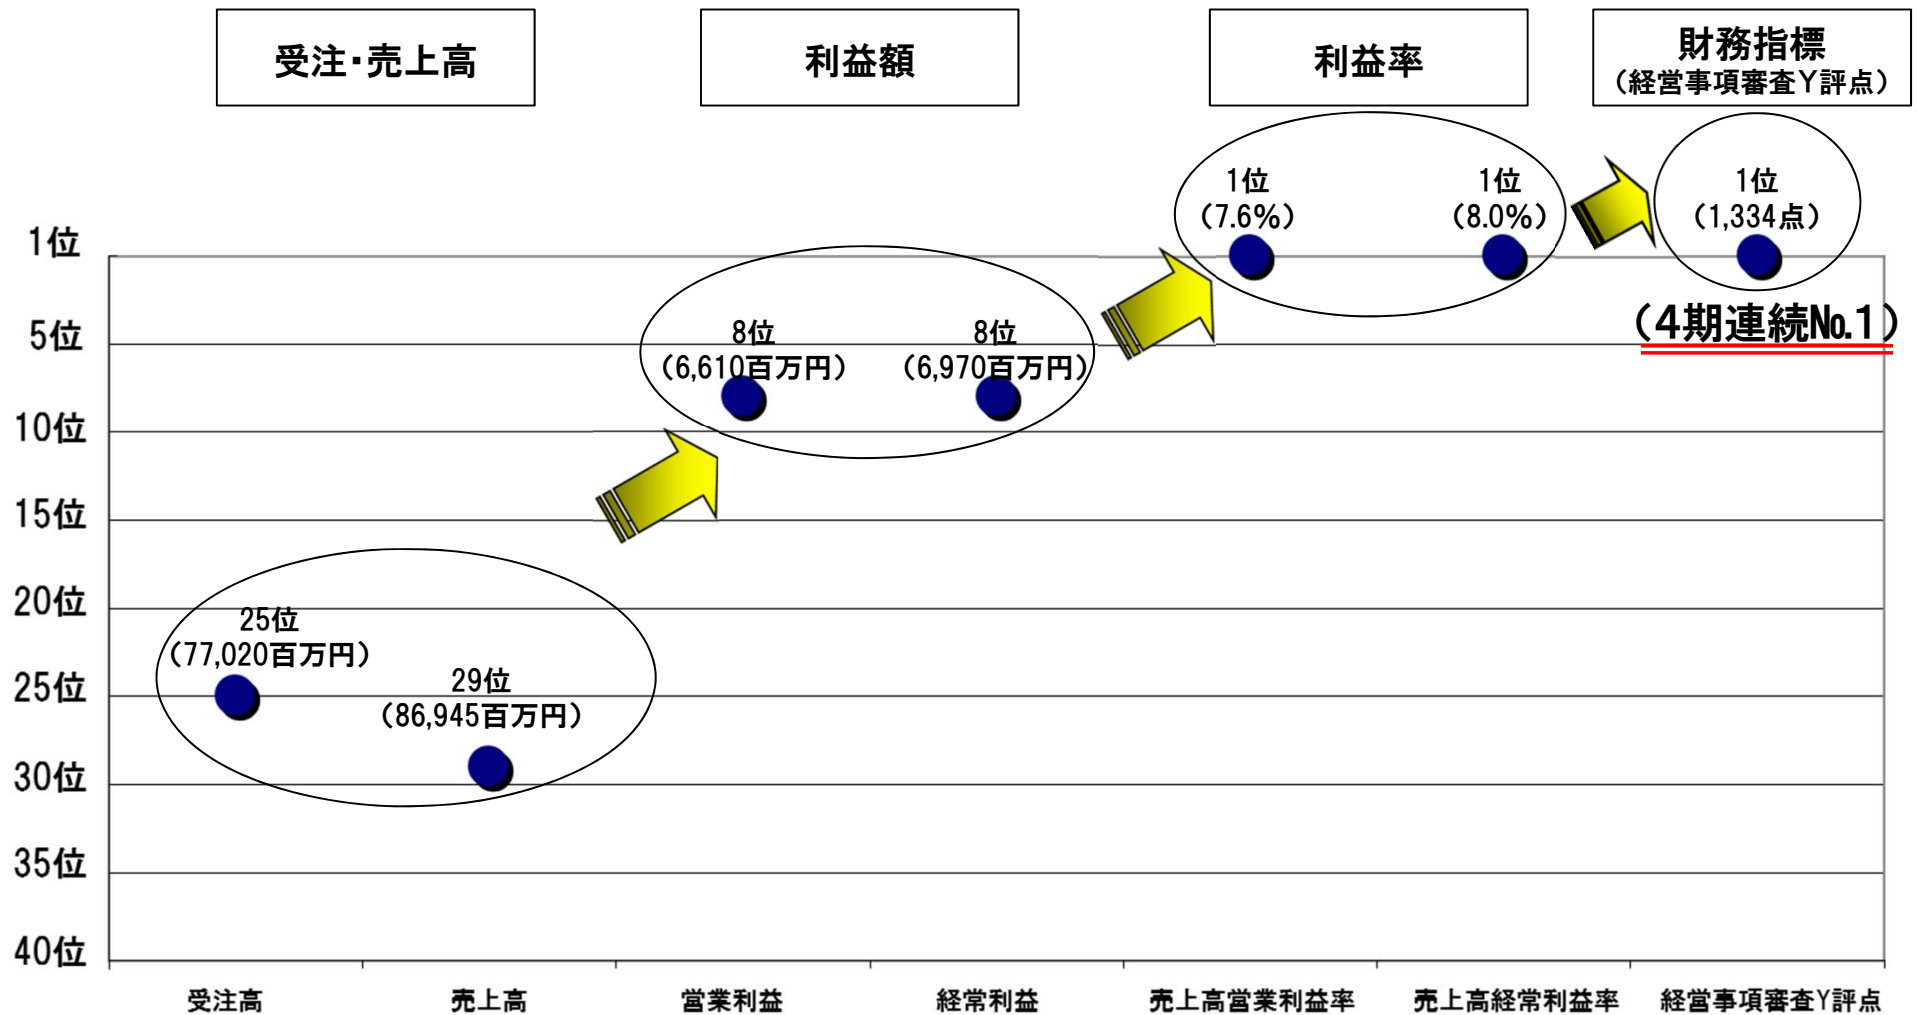 受注・売上高
利益額
利益率
財務指標
（経営事項審査Y評点）
1位
（7.6%）
1位
（8.0%）
1位
（1,334点）
（4期連続№1）
8位
（6,610百万円）
8位
（6,970百万円）
25位
（77,020百万円）
29位
（86,945百万円）
1位
5位
10位
15位
20位
25位
30位
35位
40位
受注高
売上高
営業利益
経常利益
売上高営業利益率
売上高経常利益率
経営事項審査Y評点